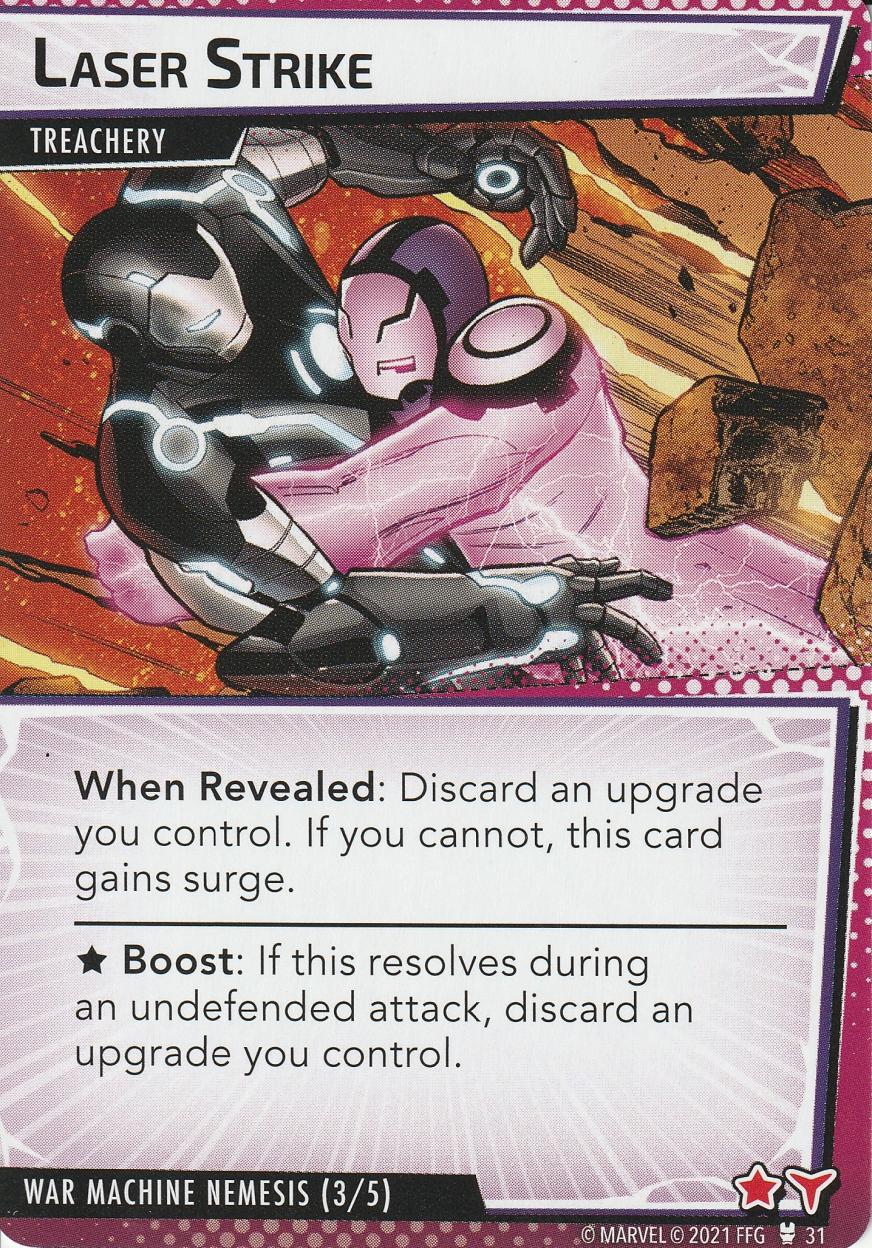 LASER STRIKE
TREACHERY
When Revealed: Discard an upgrade
you control. If you cannot, this card
gains surge.
★ Boost: If this resolves during
an undefended attack, discard an
upgrade you control.
WAR MACHINE NEMESIS (3/5)
© MARVEL © 2021 FFG 31